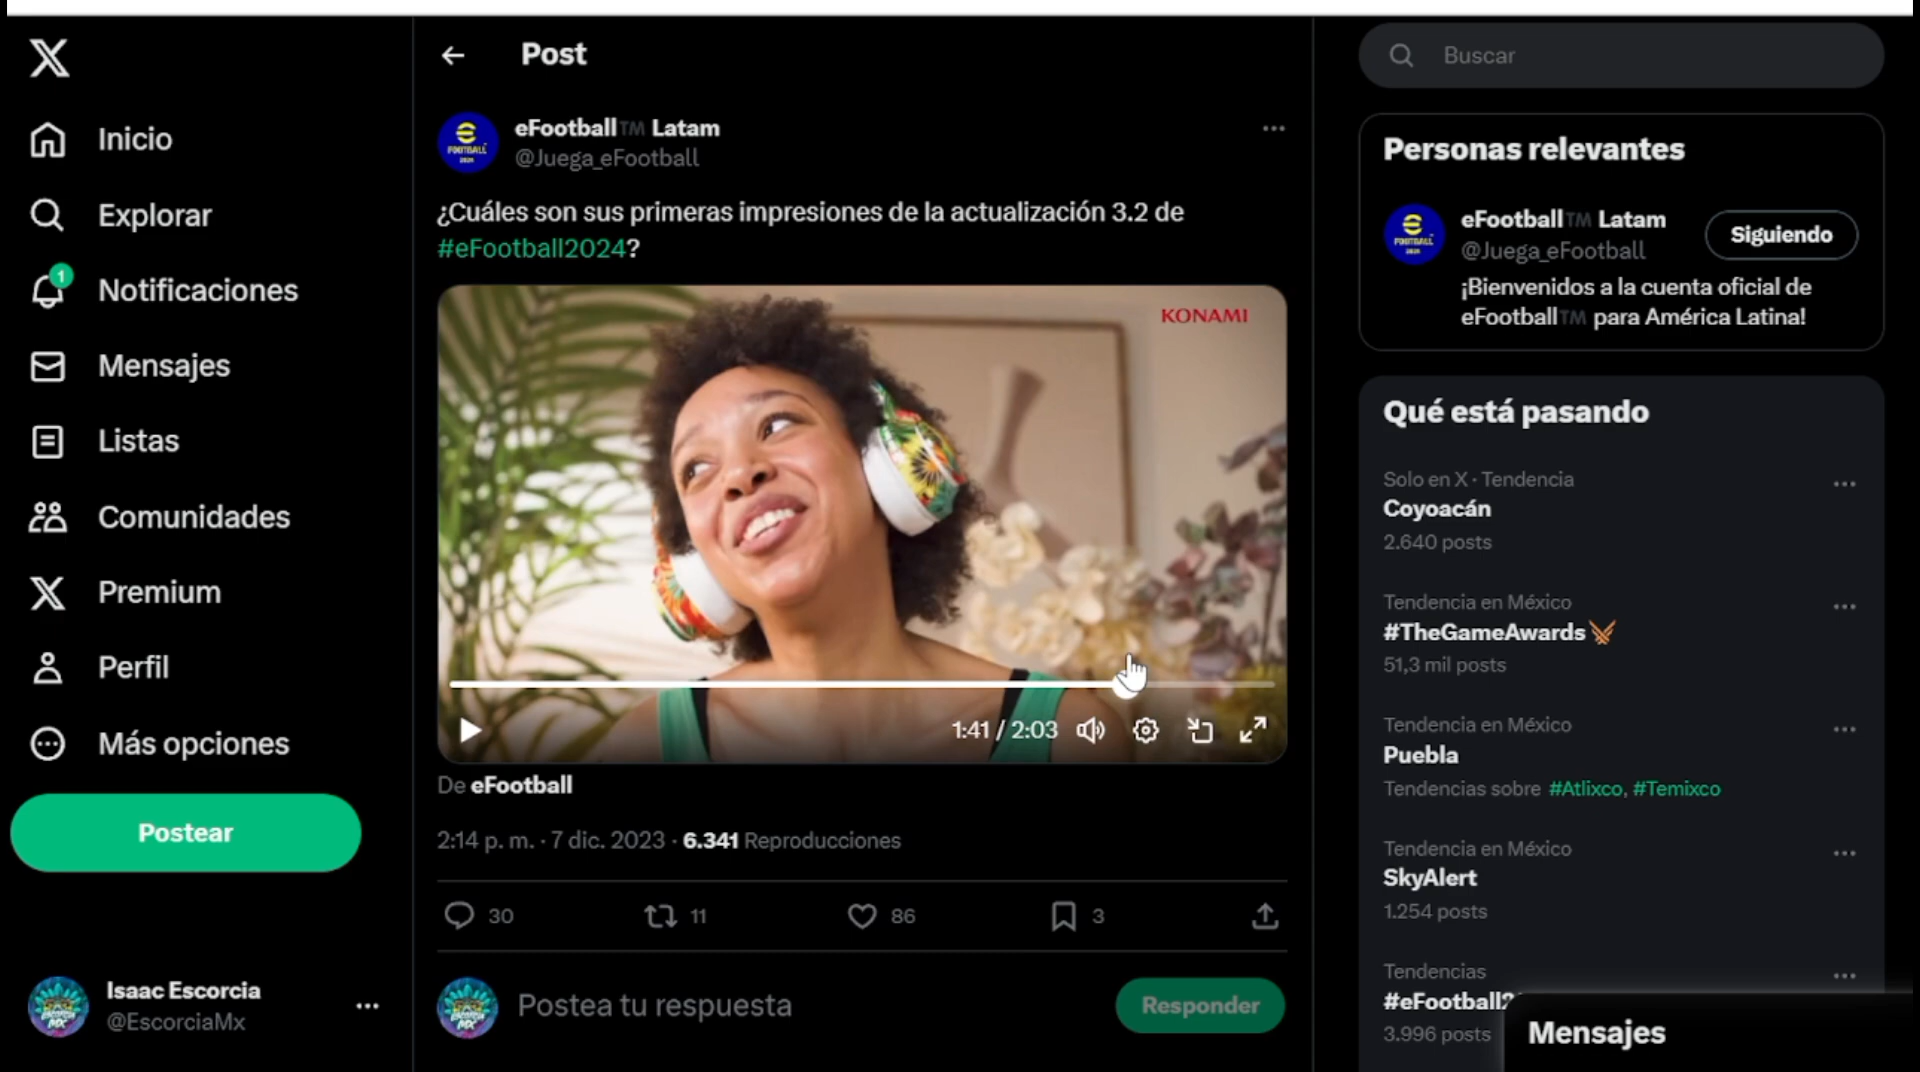 Inicio
Explorar
1
Notificaciones
Mensajes
Listas
Comunidades
Premium
Perfil
Más opciones
Postear
Isaac Escorcia
@EscorciaMx
Post
eFootball™ Latam
@Juega_eFootball
¿Cuáles son sus primeras impresiones de la actualización 3.2 de
#eFootball2024?
KONAMI
1:41 / 2:03
De eFootball
2:14 p. m. · 7 dic. 2023 · 6.341 Reproducciones
30
11
86
3
Postea tu respuesta
Responder
Buscar
Personas relevantes
eFootball™ Latam
@Juega_eFootball
Siguiendo
¡Bienvenidos a la cuenta oficial de
eFootball™ para América Latina!
Qué está pasando
Solo en X · Tendencia
Coyoacán
2.640 posts
Tendencia en México
#TheGameAwards
51,3 mil posts
Tendencia en México
Puebla
Tendencias sobre #Atlixco, #Temixco
Tendencia en México
SkyAlert
1.254 posts
Tendencias
#eFootball2
3.996 posts
Mensajes